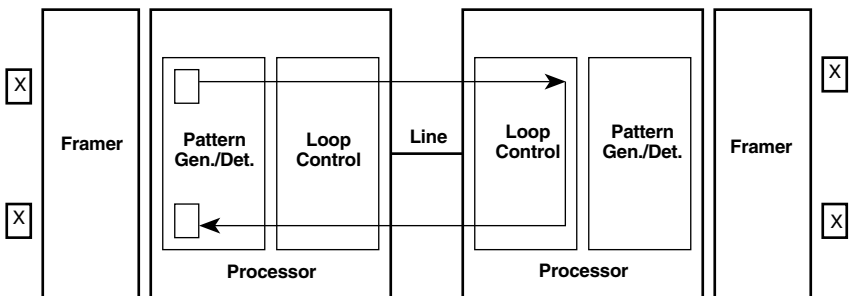 X
X
X
X
Framer
Pattern
Gen./Det.
Loop
Control
Line
Loop
Control
Pattern
Gen./Det.
Framer
Processor
Processor